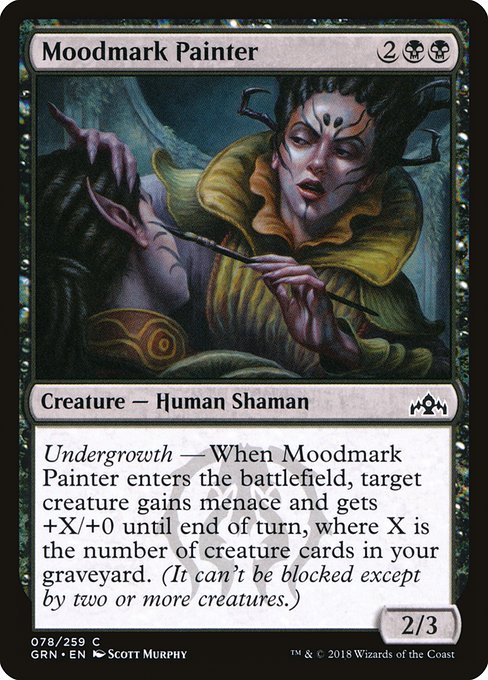 Moodmark Painter 2
Creature — Human Shaman
Undergrowth — When Moodmark
Painter enters the battlefield, target
creature gains menace and gets
+X/+0 until end of turn, where X is
the number of creature cards in your
graveyard. (It can't be blocked except
by two or more creatures.)
2/3
078/259 C
GRN • EN Scott Murphy
™ & © 2018 Wizards of the Coast